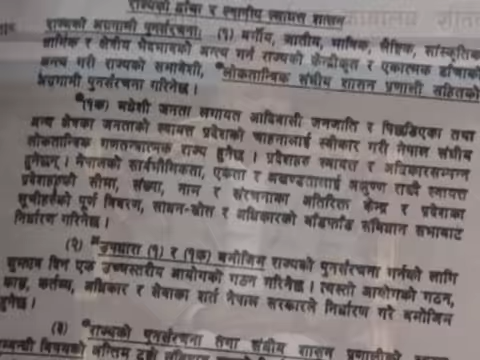 राज्यको ढाँचा र स्थानीय स्वायत्त शासन
राज्यको अग्रगामी पुनर्संरचनाः (१) वर्गीय, जातीय, भाषिक, लैङ्गिक, सांस्कृतिक,
धार्मिक र क्षेत्रीय भेदभावको अन्त्य गर्न राज्यको केन्द्रीकृत र एकात्मक ढाँचाको
अन्त्य गरी राज्यको समावेशी, लोकतान्त्रिक संघीय शासन प्रणाली सहितको
अग्रगामी पुनर्संरचना गरिनेछ।
(१क) मधेशी जनता लगायत आदिवासी जनजाति र पिछडिएका तथा
अन्य क्षेत्रका जनताको स्वायत्त प्रदेशको चाहनालाई स्वीकार गरी नेपाल संघीय
लोकतान्त्रिक गणतन्त्रात्मक राज्य हुनेछ। प्रदेशहरु स्वायत्त र अधिकारसम्पन्न
हुनेछन्। नेपालको सार्वभौमिकता, एकता र अखण्डतालाई अक्षुण्ण राख्दै स्वायत्त
प्रदेशहरुको सीमा, संख्या, नाम र संरचनाका अतिरिक्त केन्द्र र प्रदेशका
सूचीहरुको पूर्ण विवरण, साधन-स्रोत र अधिकारको बाँडफाँड संविधान सभाबाट
निर्धारण गरिनेछ।
(२) उपधारा (१) र (१क) बमोजिम राज्यको पुनर्संरचना गर्नको लागि
सुझाव दिन एक उच्चस्तरीय आयोगको गठन गरिनेछ। त्यस्तो आयोगको गठन,
काम, कर्तव्य, अधिकार र सेवाका शर्त नेपाल सरकारले निर्धारण गरे बमोजिम
हुनेछ।
(३) राज्यको पुनर्संरचना तथा संघीय शासन प्रणालीको
सम्बन्धी विषयको अन्तिम